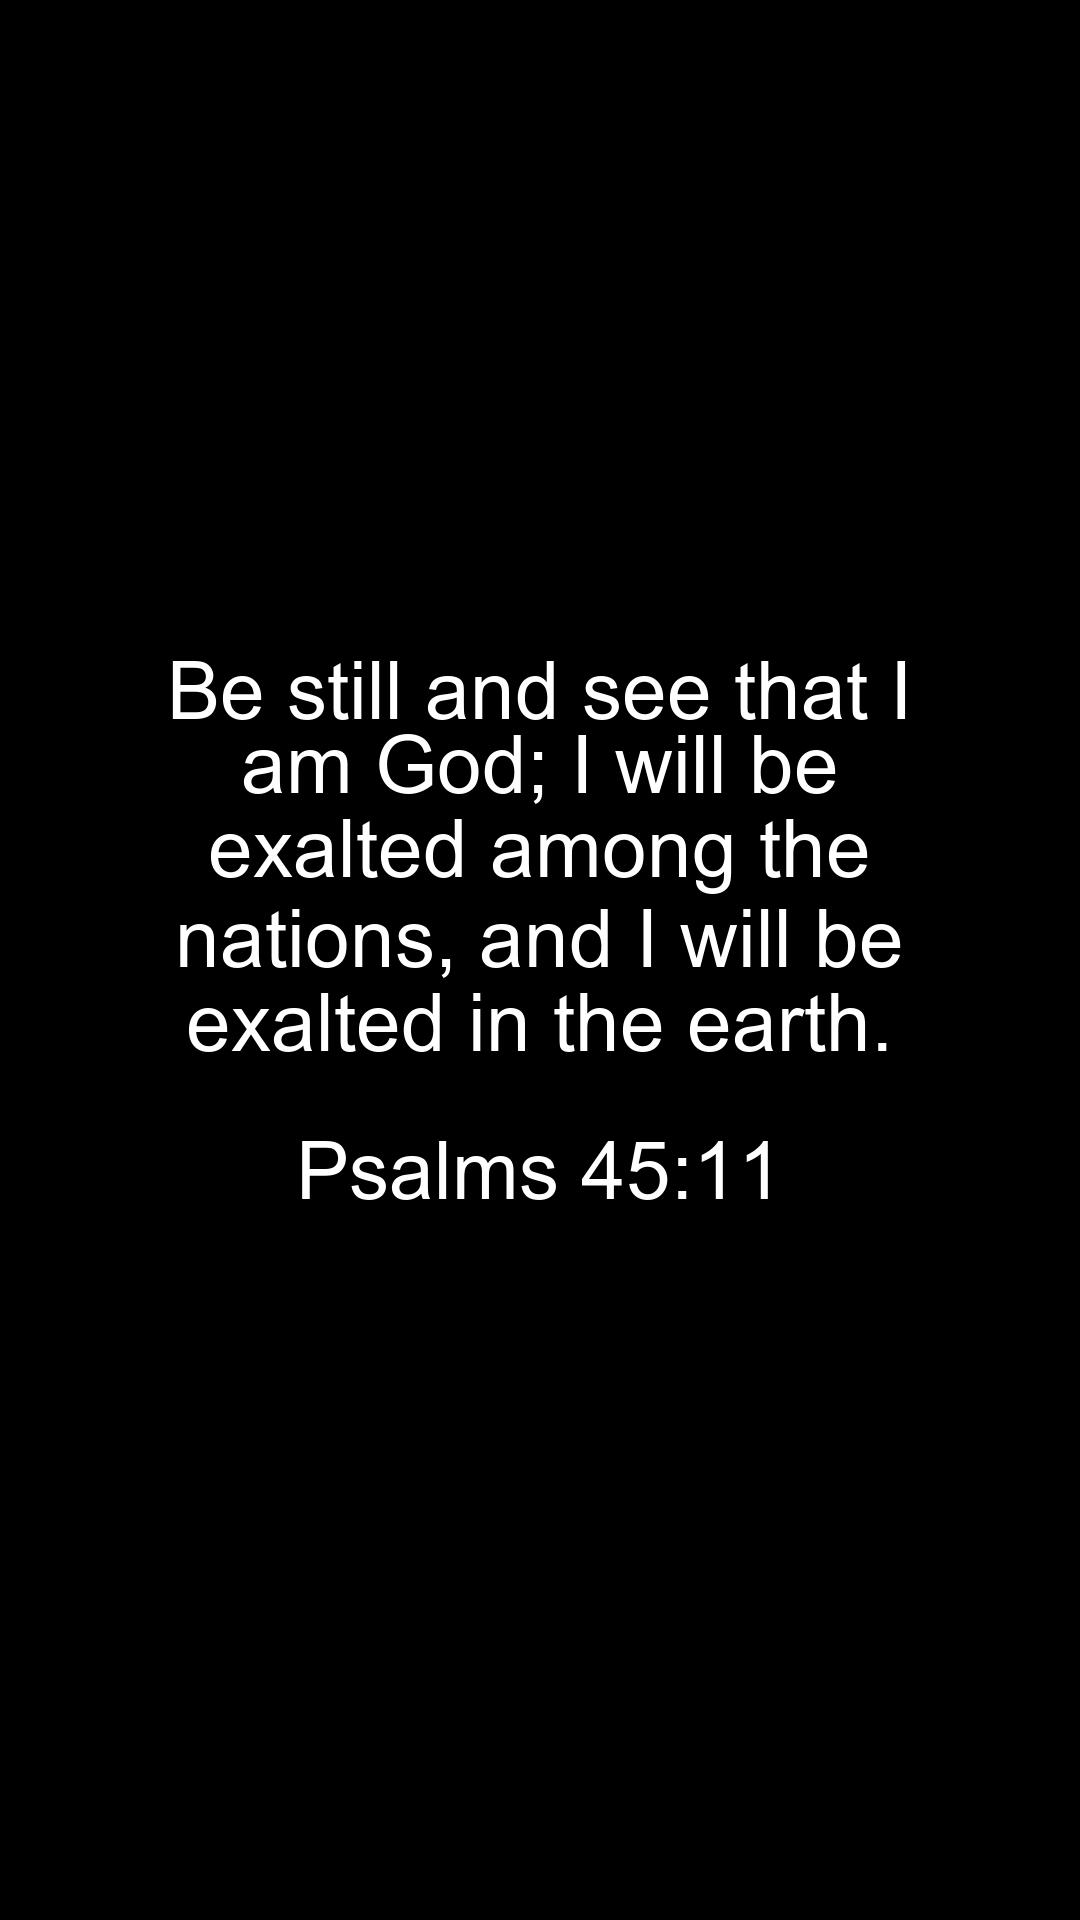 Be still and see that I
am God; I will be
exalted among the
nations, and I will be
exalted in the earth.
Psalms 45:11